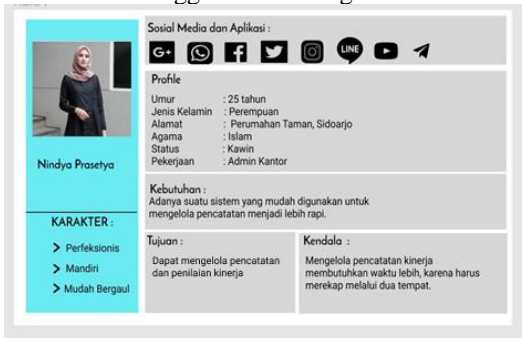 Nindya Prasetya
KARAKTER :
Perfeksionis
Mandiri
Mudah Bergaul
Sosial Media dan Aplikasi :
G+
LINE
Profile
Umur : 25 tahun
Jenis Kelamin : Perempuan
Alamat : Perumahan Taman, Sidoarjo
Agama : Islam
Status : Kawin
Pekerjaan : Admin Kantor
Kebutuhan :
Adanya suatu sistem yang mudah digunakan untuk
mengelola pencatatan menjadi lebih rapi.
Tujuan :
Dapat mengelola pencatatan
dan penilaian kinerja
Kendala :
Mengelola pencatatan kinerja
membutuhkan waktu lebih, karena harus
merekap melalui dua tempat.